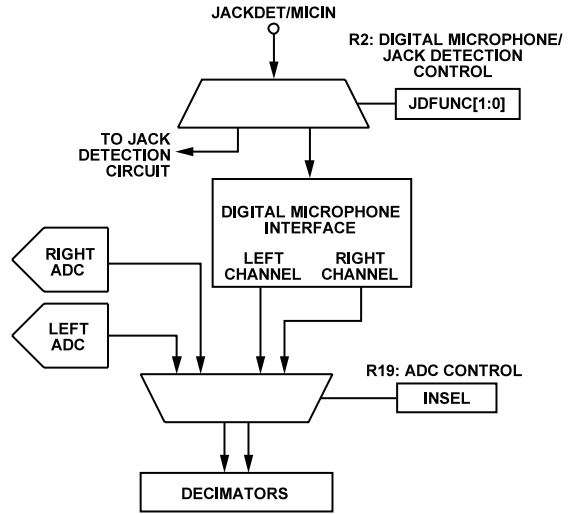 JACKDET/MICIN
R2: DIGITAL MICROPHONE/
JACK DETECTION
CONTROL
JDFUNC[1:0]
TO JACK
DETECTION
CIRCUIT
DIGITAL MICROPHONE
INTERFACE
LEFT
CHANNEL
RIGHT
CHANNEL
RIGHT
ADC
LEFT
ADC
R19: ADC CONTROL
INSEL
DECIMATORS